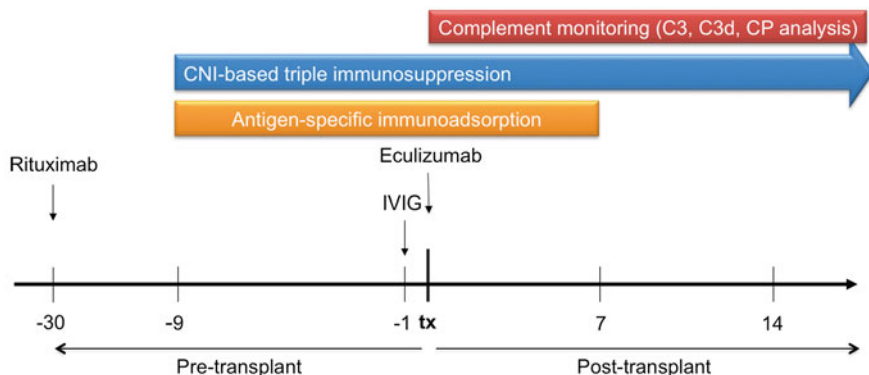 Complement monitoring (C3, C3d, CP analysis)
CNI-based triple immunosuppression
Antigen-specific immunoadsorption
Rituximab
Eculizumab
IVIG
-30 -9 -1 tx 7 14
Pre-transplant Post-transplant